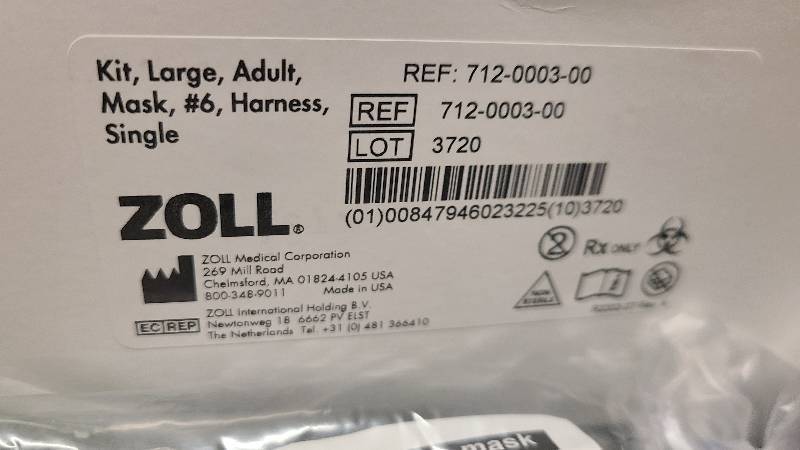 Kit, Large, Adult,
Mask, #6, Harness,
Single
REF: 712-0003-00
REF 712-0003-00
LOT 3720
(01)00847946023225(10)3720
ZOLL®
ZOLL Medical Corporation
269 Mill Road
Chelmsford, MA 01824-4105 USA
800-348-9011 Made in USA
EC REP
ZOLL International Holding B.V.
Newtonweg 18 6662 PV ELST
The Netherlands Tel. +31 (0) 481 366410
Rx ONLY
NON
STERILE
mask